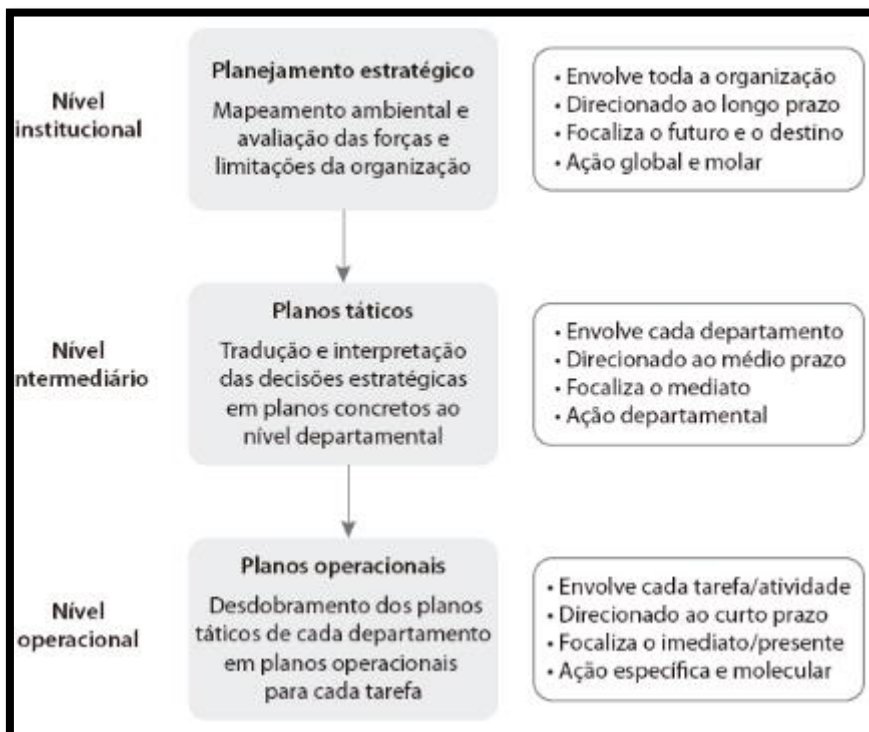 Nível
institucional
Planejamento estratégico
Mapeamento ambiental e
avaliação das forças e
limitações da organização
• Envolve toda a organização
• Direcionado ao longo prazo
• Focaliza o futuro e o destino
• Ação global e molar
Nível
intermediário
Planos táticos
Tradução e interpretação
das decisões estratégicas
em planos concretos ao
nível departamental
• Envolve cada departamento
• Direcionado ao médio prazo
• Focaliza o mediato
• Ação departamental
Nível
operacional
Planos operacionais
Desdobramento dos planos
táticos de cada departamento
em planos operacionais
para cada tarefa
• Envolve cada tarefa/atividade
• Direcionado ao curto prazo
• Focaliza o imediato/presente
• Ação específica e molecular